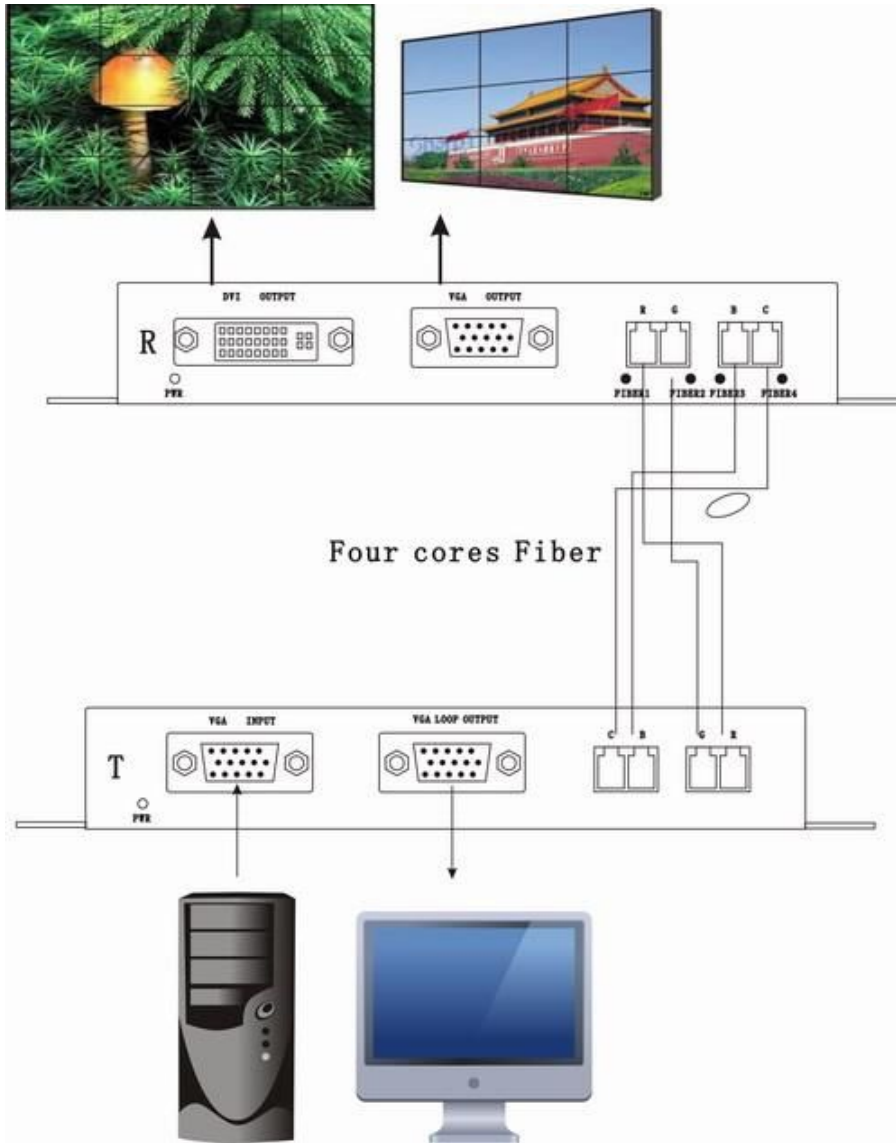 DVI OUTPUT
VGA OUTPUT
R G
B C
R
PWR
FIBER1 FIBER2 FIBER3 FIBER4
Four cores Fiber
VGA INPUT
VGA LOOP OUTPUT
C B
G R
T
PWR